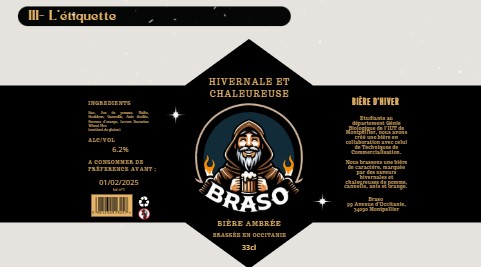 III- L'étiquette
HIVERNALE ET
CHALEUREUSE
INGREDIENTS
ALC/VOL
6.2%
A CONSOMMER DE
PRÉFERENCE AVANT :
01/02/2025
BRASO
BIÈRE AMBRÉE
BRASSÉE EN OCCITANIE
33cl
BIÈRE D'HIVER
Etudiants au
département Génie
Biologique de l'IUT de
Montpellier, nous avons
créé une bière en
collaboration avec celui
de Techniques de
Commercialisation.
Nous brassons une bière
de caractère, marquée
par des saveurs
hivernales et
chaleureuses de pomme,
cannelle, anis et orange.
Braso
99 Avenue d'Occitanie,
34090 Montpellier